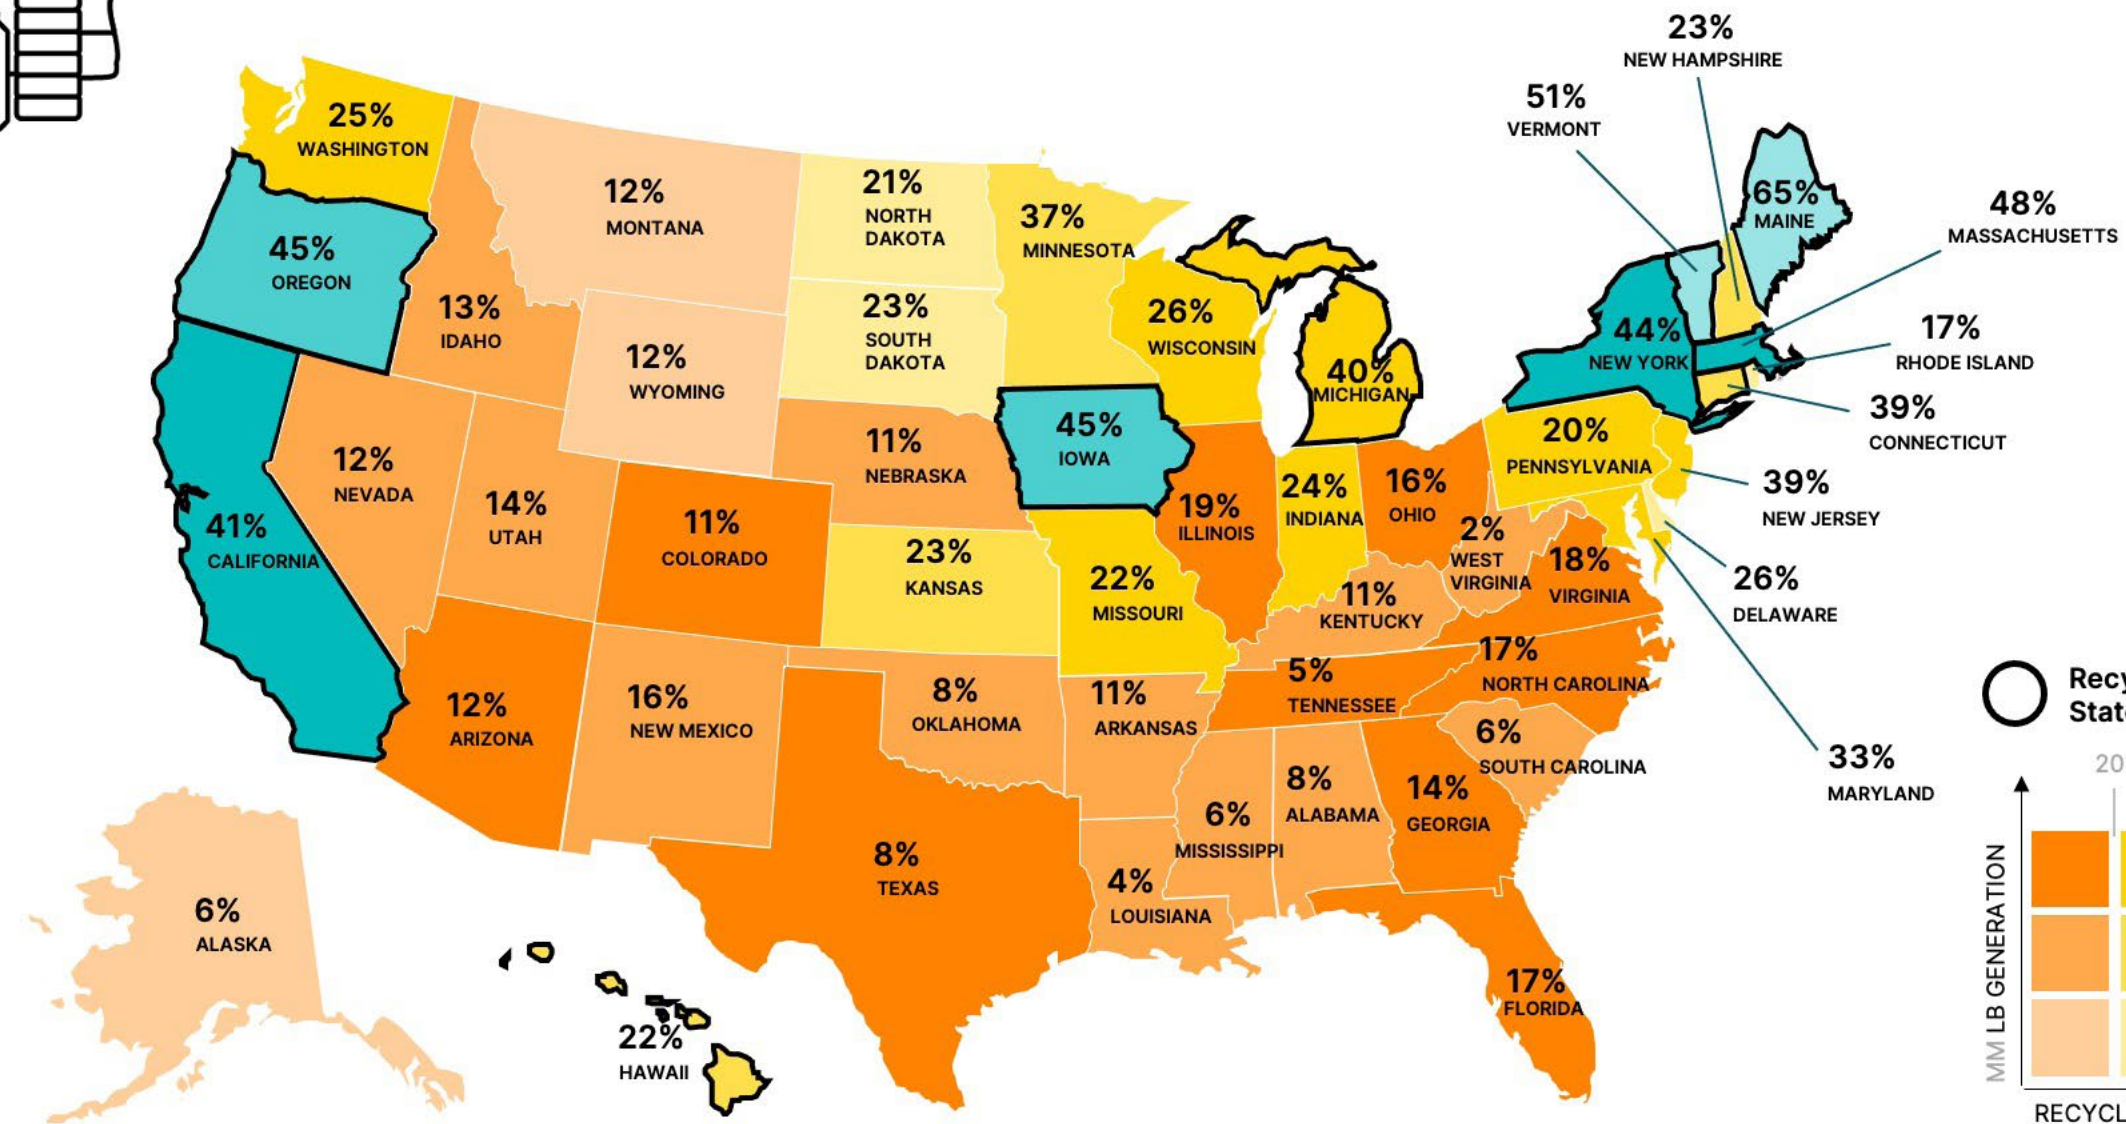 23%
NEW HAMPSHIRE
51%
VERMONT
25%
WASHINGTON
12%
MONTANA
21%
NORTH
DAKOTA
37%
MINNESOTA
65%
MAINE
48%
MASSACHUSETTS
45%
OREGON
13%
IDAHO
23%
SOUTH
DAKOTA
26%
WISCONSIN
44%
NEW YORK
17%
RHODE ISLAND
12%
WYOMING
40%
MICHIGAN
39%
CONNECTICUT
12%
NEVADA
14%
UTAH
11%
NEBRASKA
45%
IOWA
20%
PENNSYLVANIA
39%
NEW JERSEY
41%
CALIFORNIA
11%
COLORADO
19%
ILLINOIS
24%
INDIANA
16%
OHIO
2%
WEST
VIRGINIA
18%
VIRGINIA
26%
DELAWARE
23%
KANSAS
22%
MISSOURI
11%
KENTUCKY
17%
NORTH CAROLINA
5%
TENNESSEE
12%
ARIZONA
16%
NEW MEXICO
8%
OKLAHOMA
11%
ARKANSAS
6%
SOUTH CAROLINA
33%
MARYLAND
8%
TEXAS
4%
LOUISIANA
6%
MISSISSIPPI
8%
ALABAMA
14%
GEORGIA
17%
FLORIDA
6%
ALASKA
22%
HAWAII
Recy
Stat
20
MM LB GENERATION
RECYCL